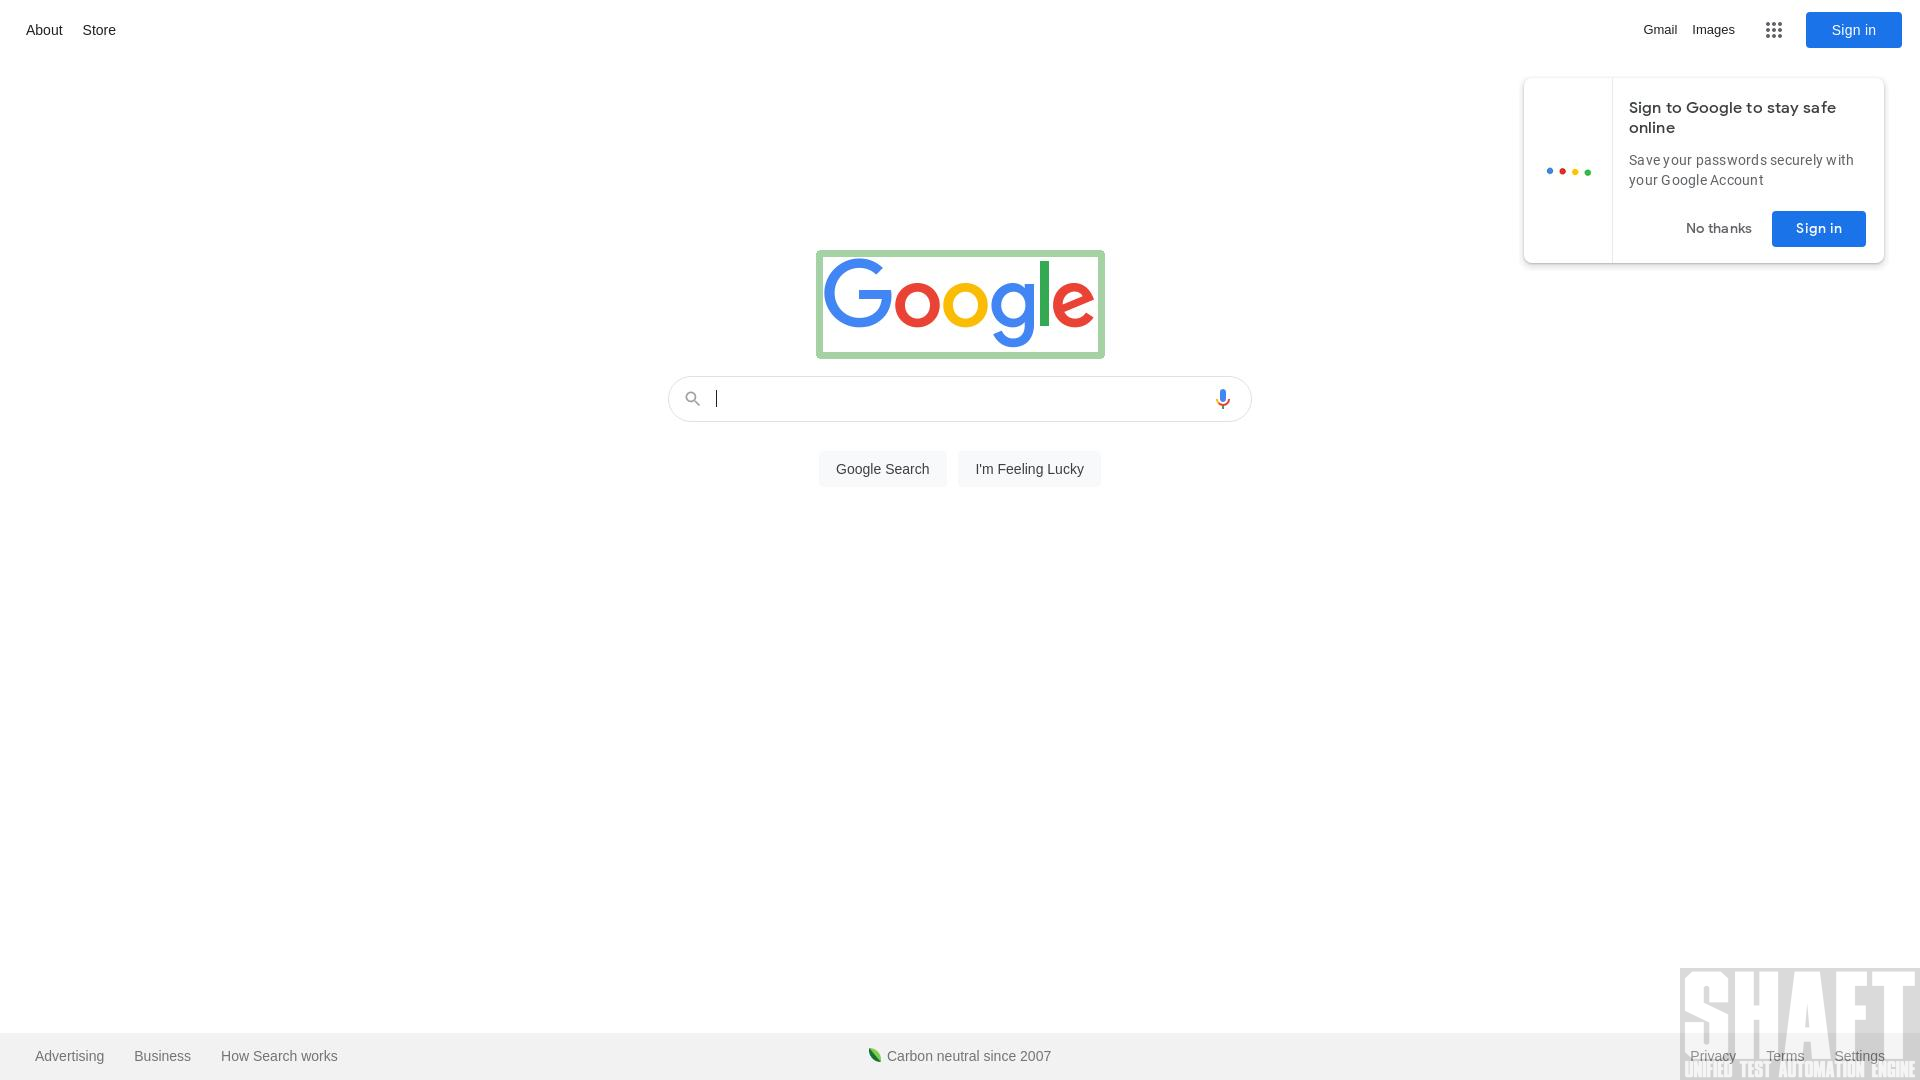 About Store
Gmail Images Sign in
Sign to Google to stay safe
online
Save your passwords securely with
your Google Account
No thanks Sign in
Google
Google Search I'm Feeling Lucky
Advertising Business How Search works
Carbon neutral since 2007
Privacy Terms Settings
SHAFT
UNIFIED TEST AUTOMATION ENGINE